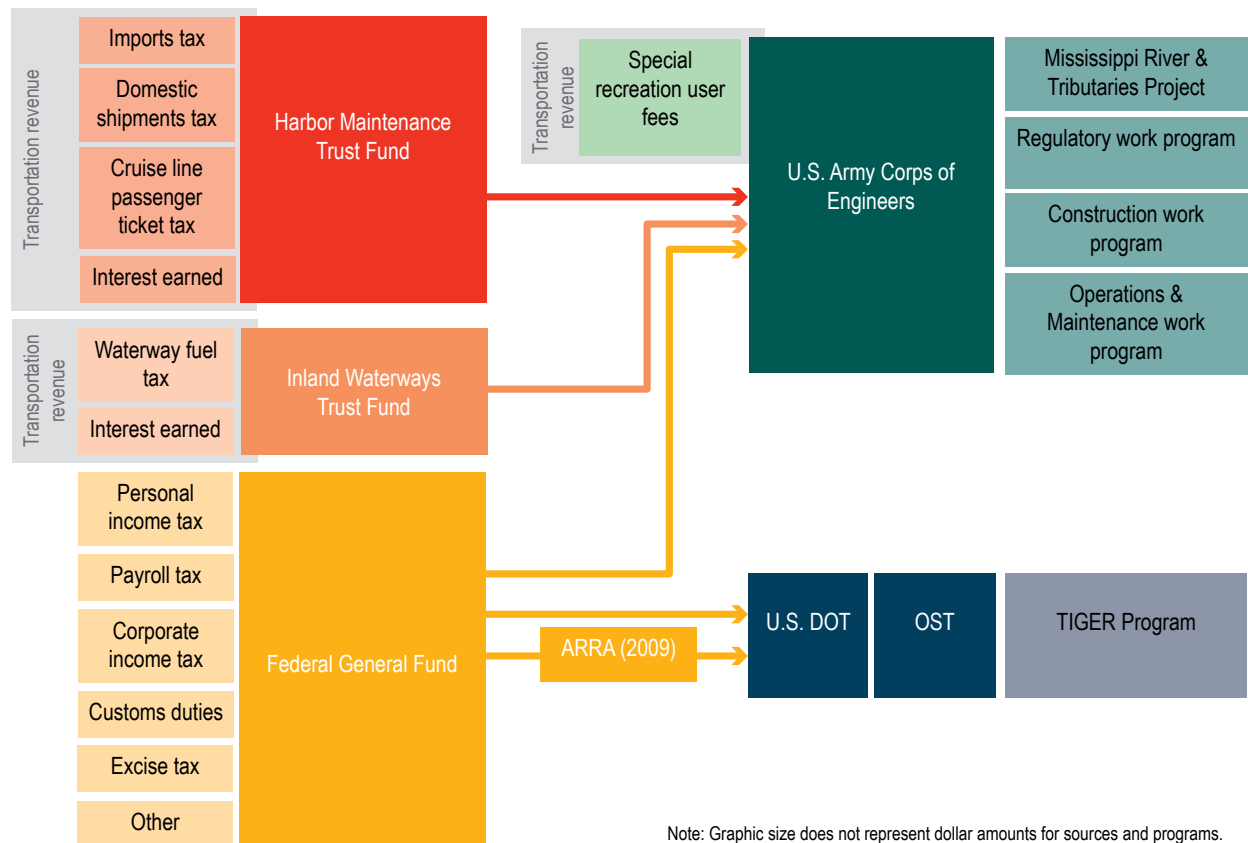 Transportation revenue
Imports tax
Domestic
shipments tax
Cruise line
passenger
ticket tax
Interest earned
Harbor Maintenance
Trust Fund
Transportation
revenue
Special
recreation user
fees
U.S. Army Corps of
Engineers
Mississippi River &
Tributaries Project
Regulatory work program
Construction work
program
Operations &
Maintenance work
program
Transportation
revenue
Waterway fuel
tax
Interest earned
Inland Waterways
Trust Fund
Personal
income tax
Payroll tax
Corporate
income tax
Customs duties
Excise tax
Other
Federal General Fund
ARRA (2009)
U.S. DOT
OST
TIGER Program
Note: Graphic size does not represent dollar amounts for sources and programs.